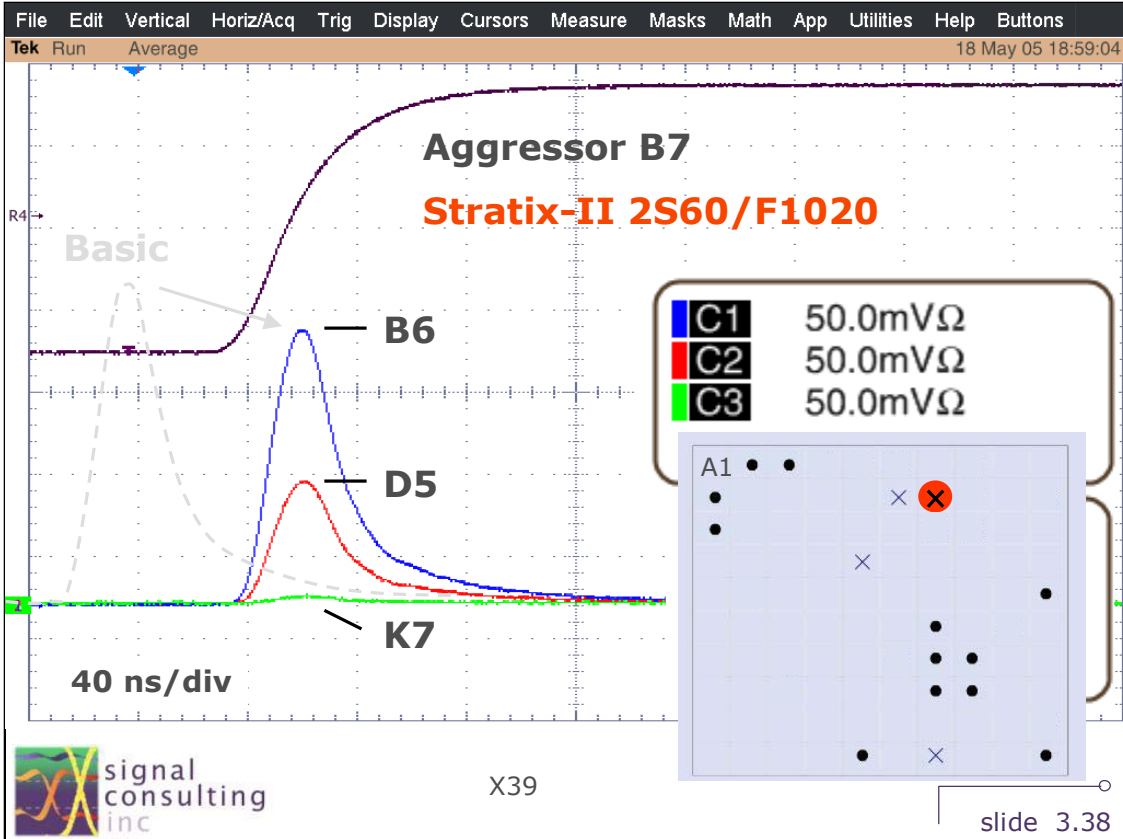 File Edit Vertical Horiz/Acq Trig Display Cursors Measure Masks Math App Utilities Help Buttons
Tek Run Average 18 May 05 18:59:04
Aggressor B7
R4
Stratix-II 2S60/F1020
Basic
C1 50.0mVΩ
B6
C2 50.0mVΩ
C3 50.0mVΩ
A1
D5
1
K7
40 ns/div
signal
consulting
inc
X39
slide 3.38